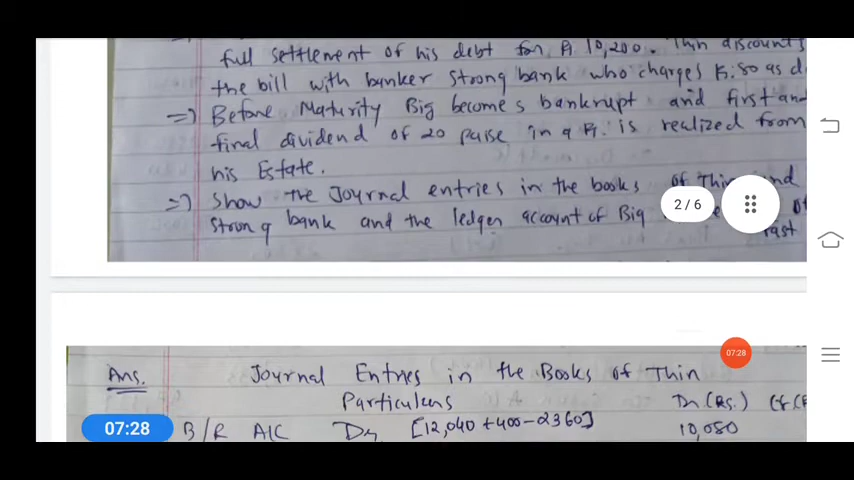 full settlement of his debt for ₨ 10,200. Thin discounts
the bill with banker strong bank who charges ₨. 80 as d
=) Before Maturity Big becomes bankrupt and first and
final dividend of 20 paise in a ₨. is realized from
his Estate.
=) Show the Journal entries in the books of Thin and
strong bank and the ledger account of Big
last
2 / 6
07:28
Ans. Journal Entries in the Books of Thin
Particulars Dr. (Rs.)
07:28
B/R A/C Dr [12,040 + 400 - 2360] 10,080